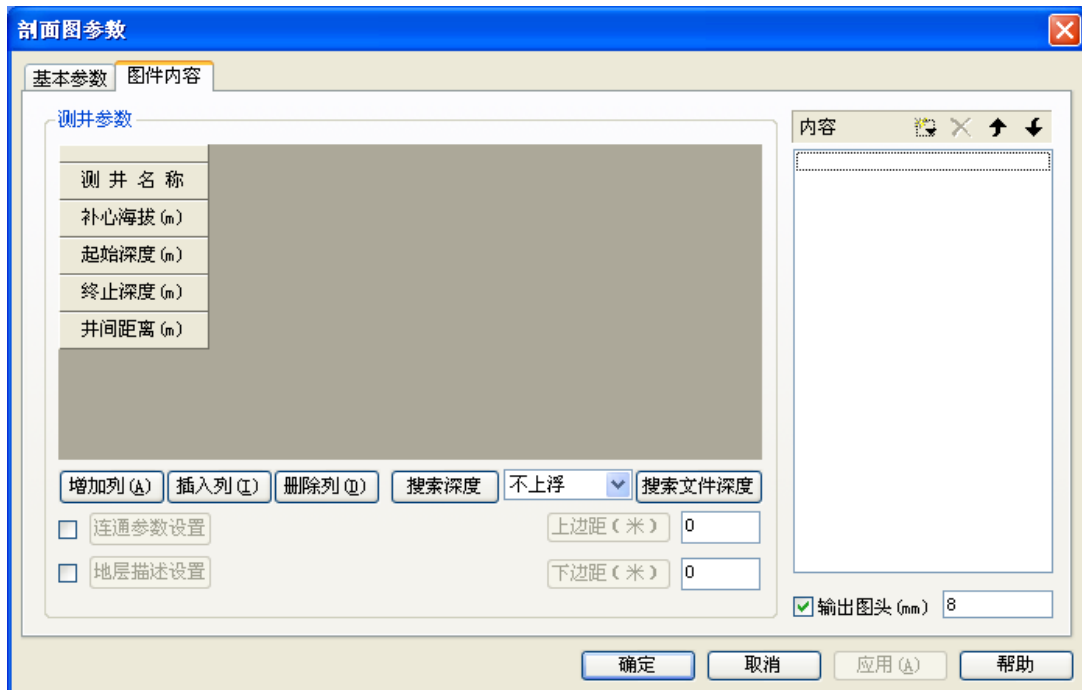 剖面图参数
基本参数 图件内容
测井参数
内容
测 井 名 称
补心海拔(m)
起始深度(m)
终止深度(m)
井间距离(m)
增加列(A) 插入列(I) 删除列(D) 搜索深度 不上浮 搜索文件深度
连通参数设置 上边距(米) 0
地层描述设置 下边距(米) 0
输出图头(mm) 8
确定 取消 应用(A) 帮助